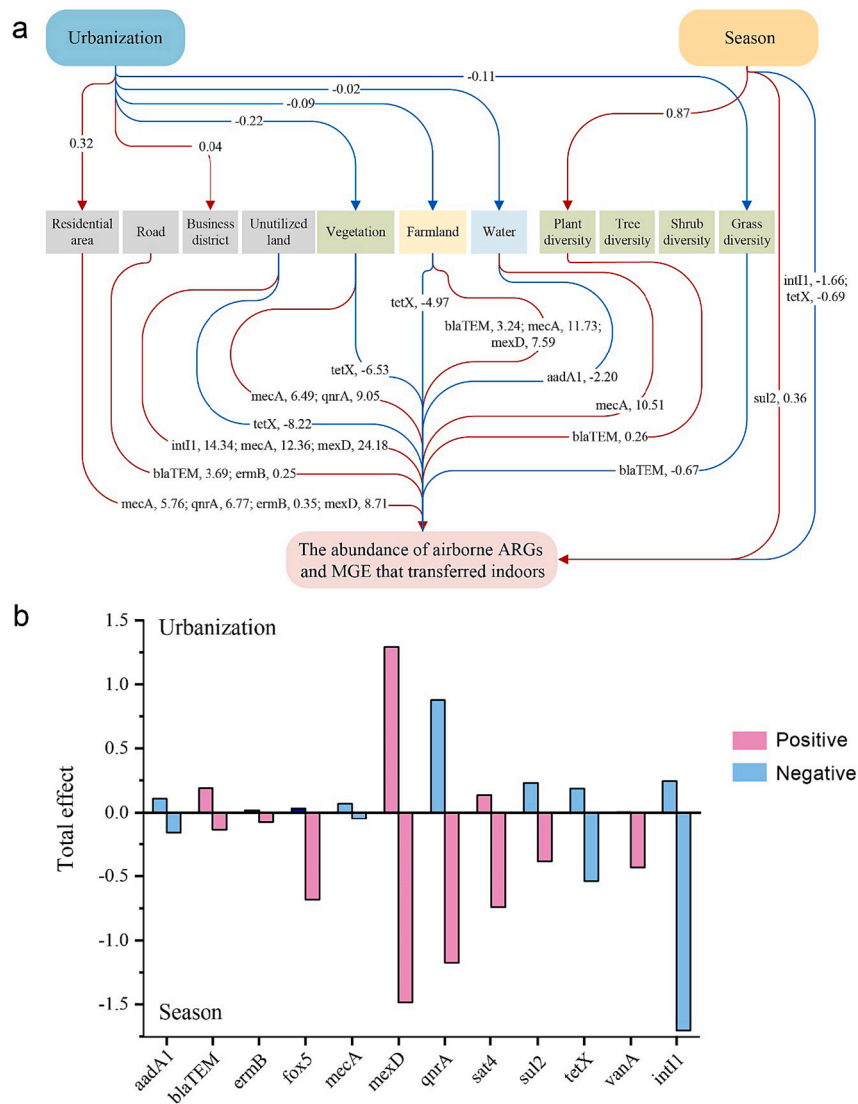 a
Urbanization
Season
-0.11
-0.02
-0.09
-0.22
0.87
0.32
0.04
Residential
area
Road
Business
district
Unutilized
land
Vegetation
Farmland
Water
Plant
diversity
Tree
diversity
Shrub
diversity
Grass
diversity
intI1, -1.66;
tetX, -0.69
tetX, -4.97
blaTEM, 3.24; mecA, 11.73;
mexD, 7.59
tetX, -6.53
aadA1, -2.20
mecA, 6.49; qnrA, 9.05
mecA, 10.51
sul2, 0.36
tetX, -8.22
blaTEM, 0.26
intI1, 14.34; mecA, 12.36; mexD, 24.18
blaTEM, 3.69; ermB, 0.25
blaTEM, -0.67
mecA, 5.76; qnrA, 6.77; ermB, 0.35; mexD, 8.71
The abundance of airborne ARGs
and MGE that transferred indoors
b
1.5
Urbanization
1.0
0.5
0.0
-0.5
-1.0
-1.5
Total effect
Season
Positive
Negative
aadA1
blaTEM
ermB
fox5
mecA
mexD
qnrA
sat4
sul2
tetX
vanA
intI1